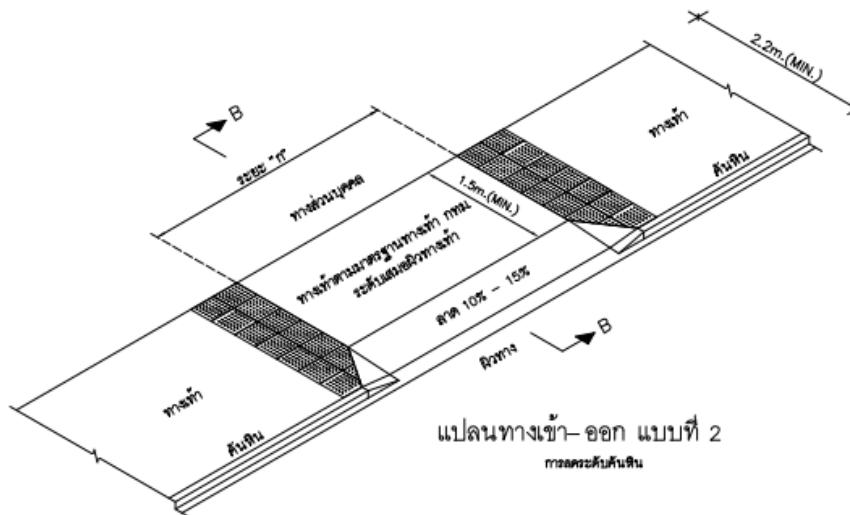 2.2m.(MIN.)
B
ทางเท้า
ระยะ "ก"
คันหิน
ทางส่วนบุคคล
1.5m.(MIN.)
ทางเท้าตามมาตรฐานทางเท้า กทม.
ระดับเสมอผิวทางเท้า
ลาด 10% - 15%
B
ผิวทาง
ทางเท้า
คันหิน
แปลนทางเข้า-ออก แบบที่ 2
การลดระดับคันหิน